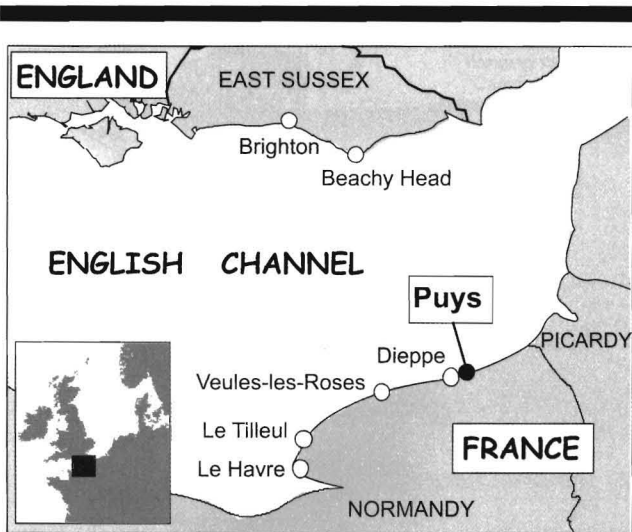 ENGLAND
EAST SUSSEX
Brighton
Beachy Head
ENGLISH CHANNEL
Puys
PICARDY
Dieppe
Veules-les-Roses
Le Tilleul
FRANCE
Le Havre
NORMANDY